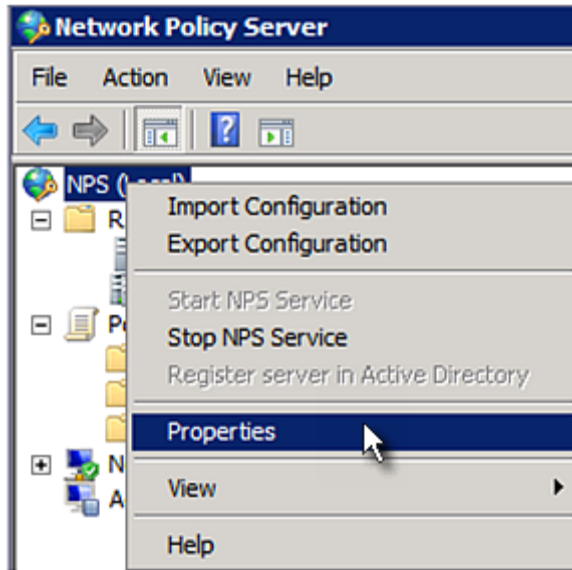 Network Policy Server
File Action View Help
NPS (Local)
Import Configuration
R
Export Configuration
Start NPS Service
Po
Stop NPS Service
Register server in Active Directory
Properties
N
View
A
Help